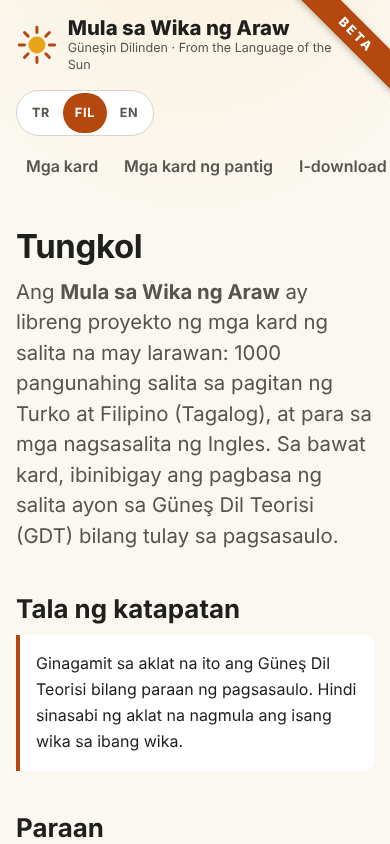 Mula sa Wika ng Araw
Güneşin Dilinden · From the Language of the
Sun
BETA
TR FIL EN
Mga kard Mga kard ng pantig I-download
Tungkol
Ang Mula sa Wika ng Araw ay
libreng proyekto ng mga kard ng
salita na may larawan: 1000
pangunahing salita sa pagitan ng
Turko at Filipino (Tagalog), at para sa
mga nagsasalita ng Ingles. Sa bawat
kard, ibinibigay ang pagbasa ng
salita ayon sa Güneş Dil Teorisi
(GDT) bilang tulay sa pagsasaulo.
Tala ng katapatan
Ginagamit sa aklat na ito ang Güneş Dil
Teorisi bilang paraan ng pagsasaulo. Hindi
sinasabi ng aklat na nagmula ang isang
wika sa ibang wika.
Paraan